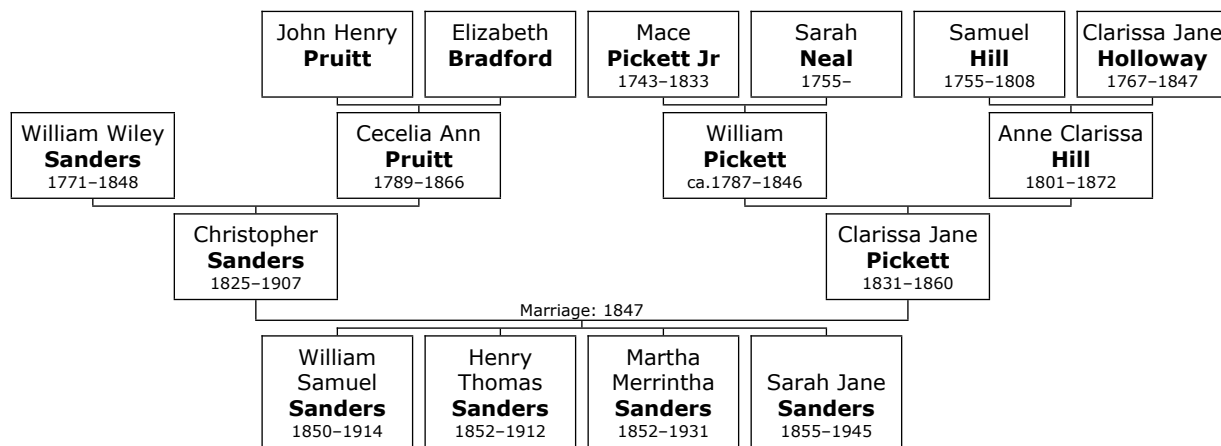 John Henry
Pruitt
Elizabeth
Bradford
Mace
Pickett Jr
1743–1833
Sarah
Neal
1755–
Samuel
Hill
1755–1808
Clarissa Jane
Holloway
1767–1847
William Wiley
Sanders
1771–1848
Cecelia Ann
Pruitt
1789–1866
William
Pickett
ca.1787–1846
Anne Clarissa
Hill
1801–1872
Christopher
Sanders
1825–1907
Clarissa Jane
Pickett
1831–1860
Marriage: 1847
William
Samuel
Sanders
1850–1914
Henry
Thomas
Sanders
1852–1912
Martha
Merrintha
Sanders
1852–1931
Sarah Jane
Sanders
1855–1945